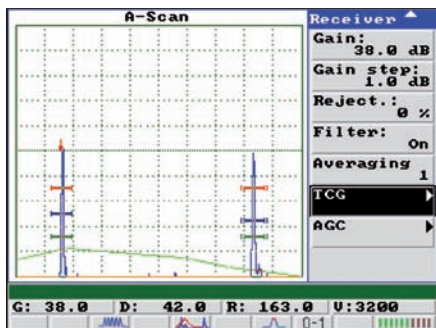 A-Scan
Receiver
Gain:
38.0 dB
Gain step:
1.0 dB
Reject.:
0 %
Filter:
On
Averaging
1
TCG
AGC
G: 38.0 D: 42.0 R: 163.0 V:3200
0-1